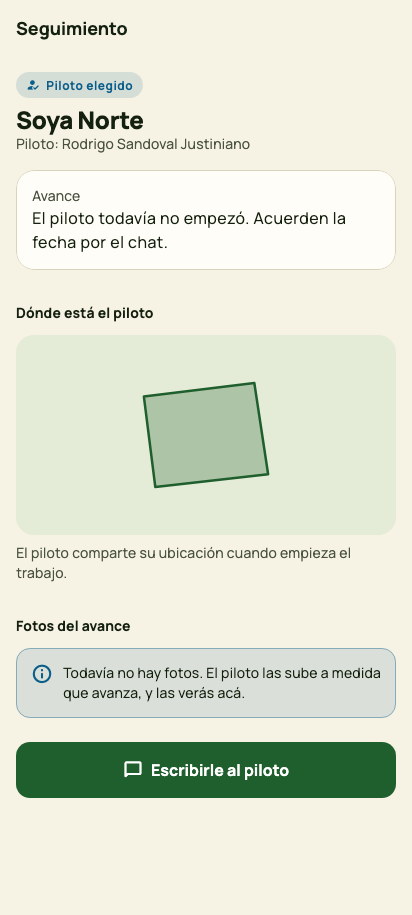 Seguimiento
Piloto elegido
Soya Norte
Piloto: Rodrigo Sandoval Justiniano
Avance
El piloto todavía no empezó. Acuerden la
fecha por el chat.
Dónde está el piloto
El piloto comparte su ubicación cuando empieza el
trabajo.
Fotos del avance
Todavía no hay fotos. El piloto las sube a medida
que avanza, y las verás acá.
Escribirle al piloto